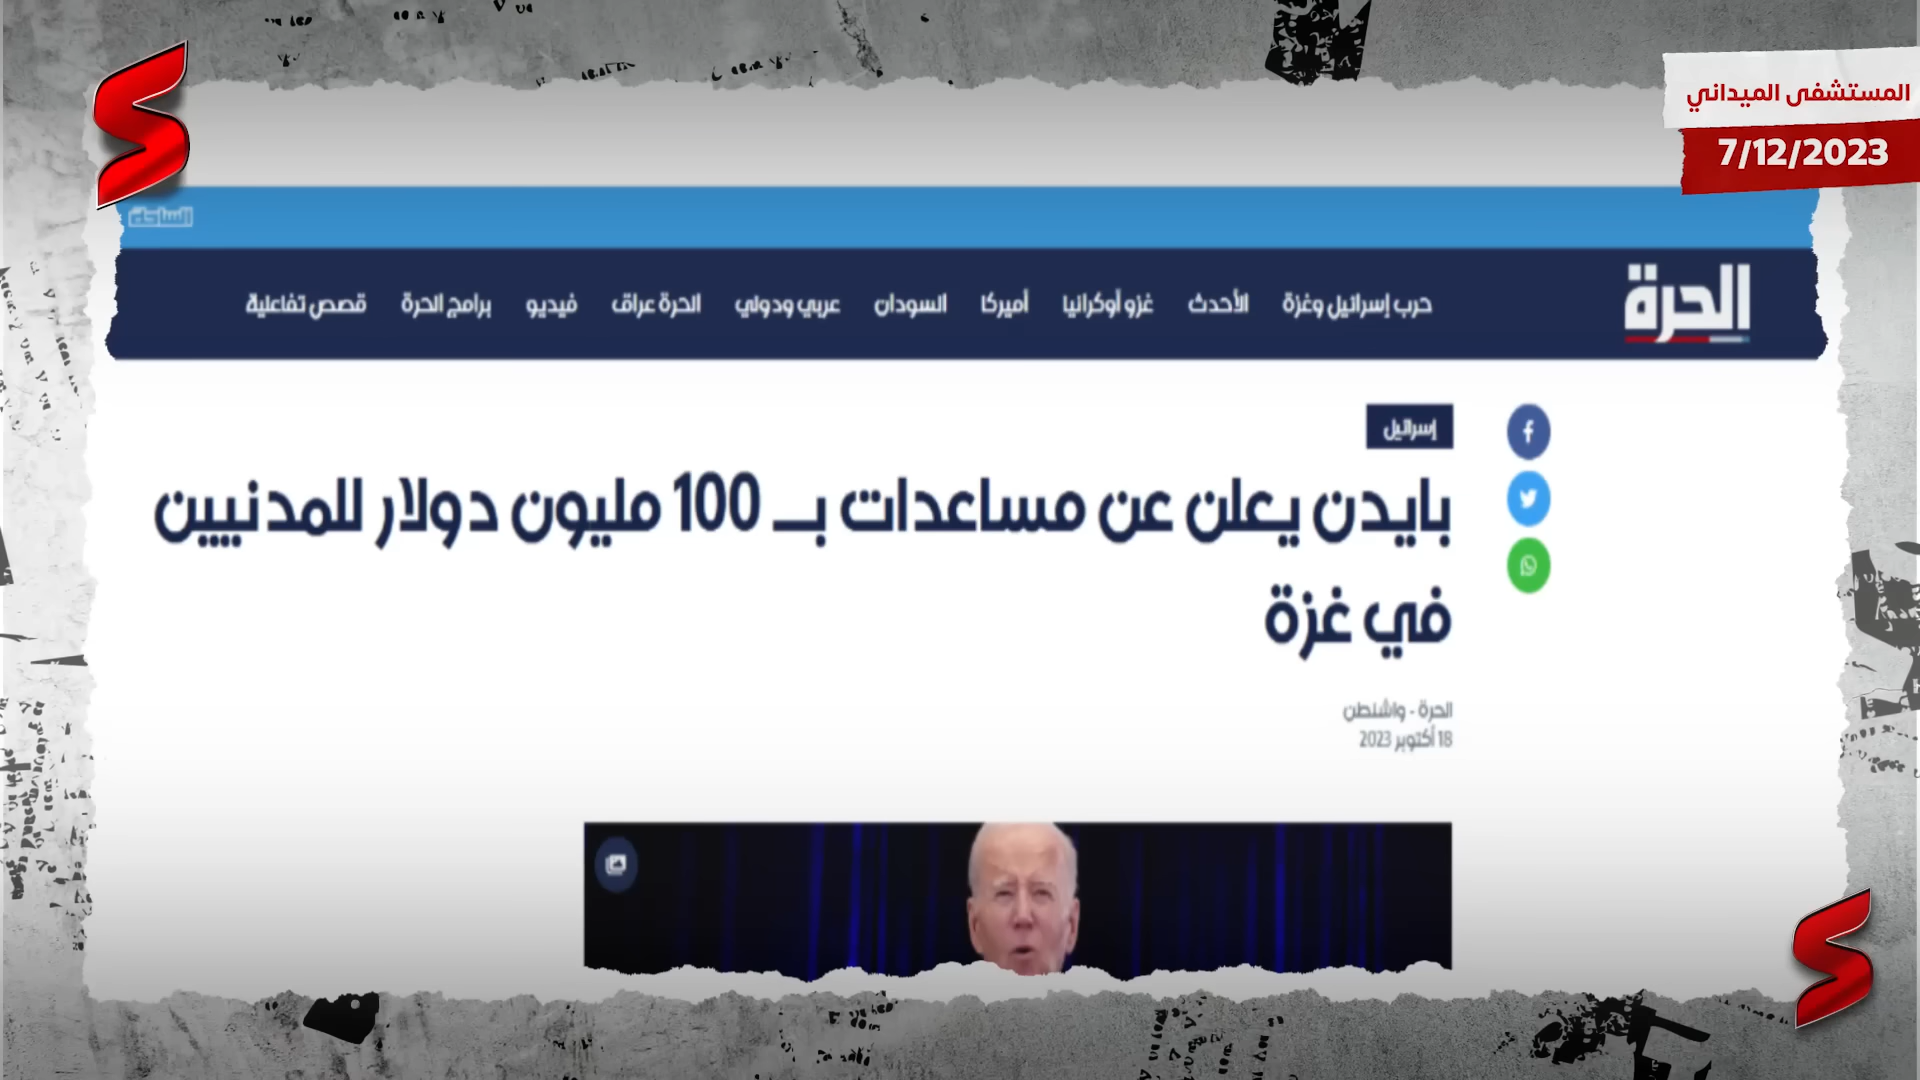 المستشفى الميداني
7/12/2023
الساحة
الحرة
حرب إسرائيل وغزة الأحدث غزو أوكرانيا أميركا السودان عربي ودولي الحرة عراق فيديو برامج الحرة قصص تفاعلية
إسرائيل
بايدن يعلن عن مساعدات بـ 100 مليون دولار للمدنيين
في غزة
الحرة - واشنطن
18 أكتوبر 2023